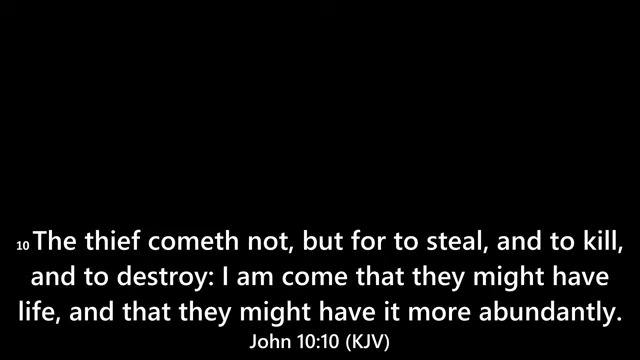 10 The thief cometh not, but for to steal, and to kill,
and to destroy: I am come that they might have
life, and that they might have it more abundantly.
John 10:10 (KJV)